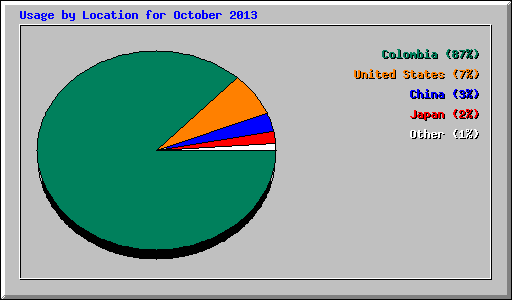 Usage by Location for October 2013
Colombia (87%)
United States (7%)
China (3%)
Japan (2%)
Other (1%)